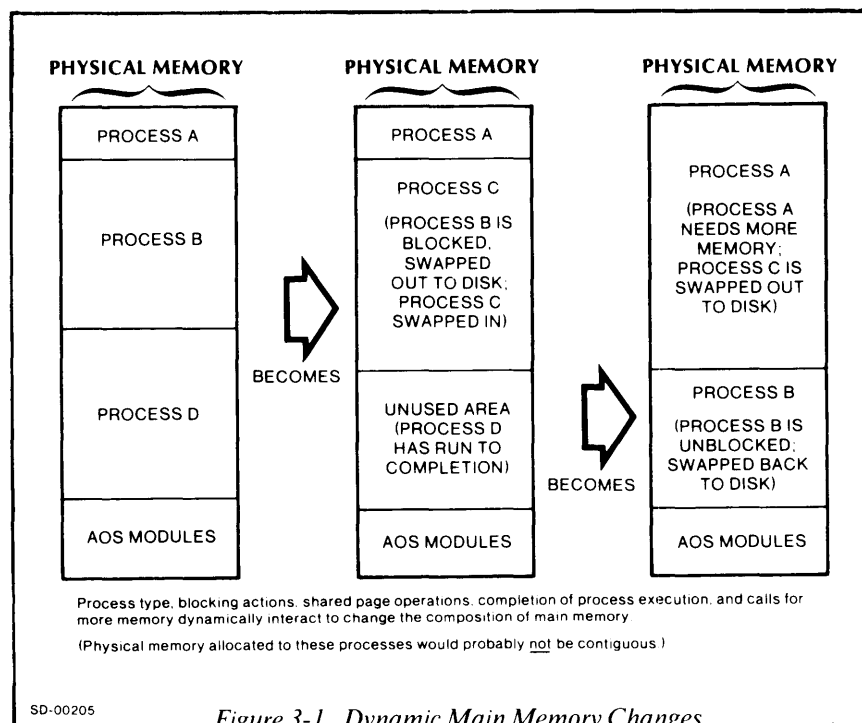 PHYSICAL MEMORY
PROCESS A
PROCESS B
PROCESS D
AOS MODULES
BECOMES
PHYSICAL MEMORY
PROCESS A
PROCESS C
(PROCESS B IS
BLOCKED,
SWAPPED
OUT TO DISK;
PROCESS C
SWAPPED IN)
UNUSED AREA
(PROCESS D
HAS RUN TO
COMPLETION)
AOS MODULES
BECOMES
PHYSICAL MEMORY
PROCESS A
(PROCESS A
NEEDS MORE
MEMORY;
PROCESS C IS
SWAPPED OUT
TO DISK)
PROCESS B
(PROCESS B IS
UNBLOCKED;
SWAPPED BACK
TO DISK)
AOS MODULES
Process type, blocking actions, shared page operations, completion of process execution, and calls for
more memory dynamically interact to change the composition of main memory.
(Physical memory allocated to these processes would probably not be contiguous.)
SD-00205
Figure 3-1. Dynamic Main Memory Changes